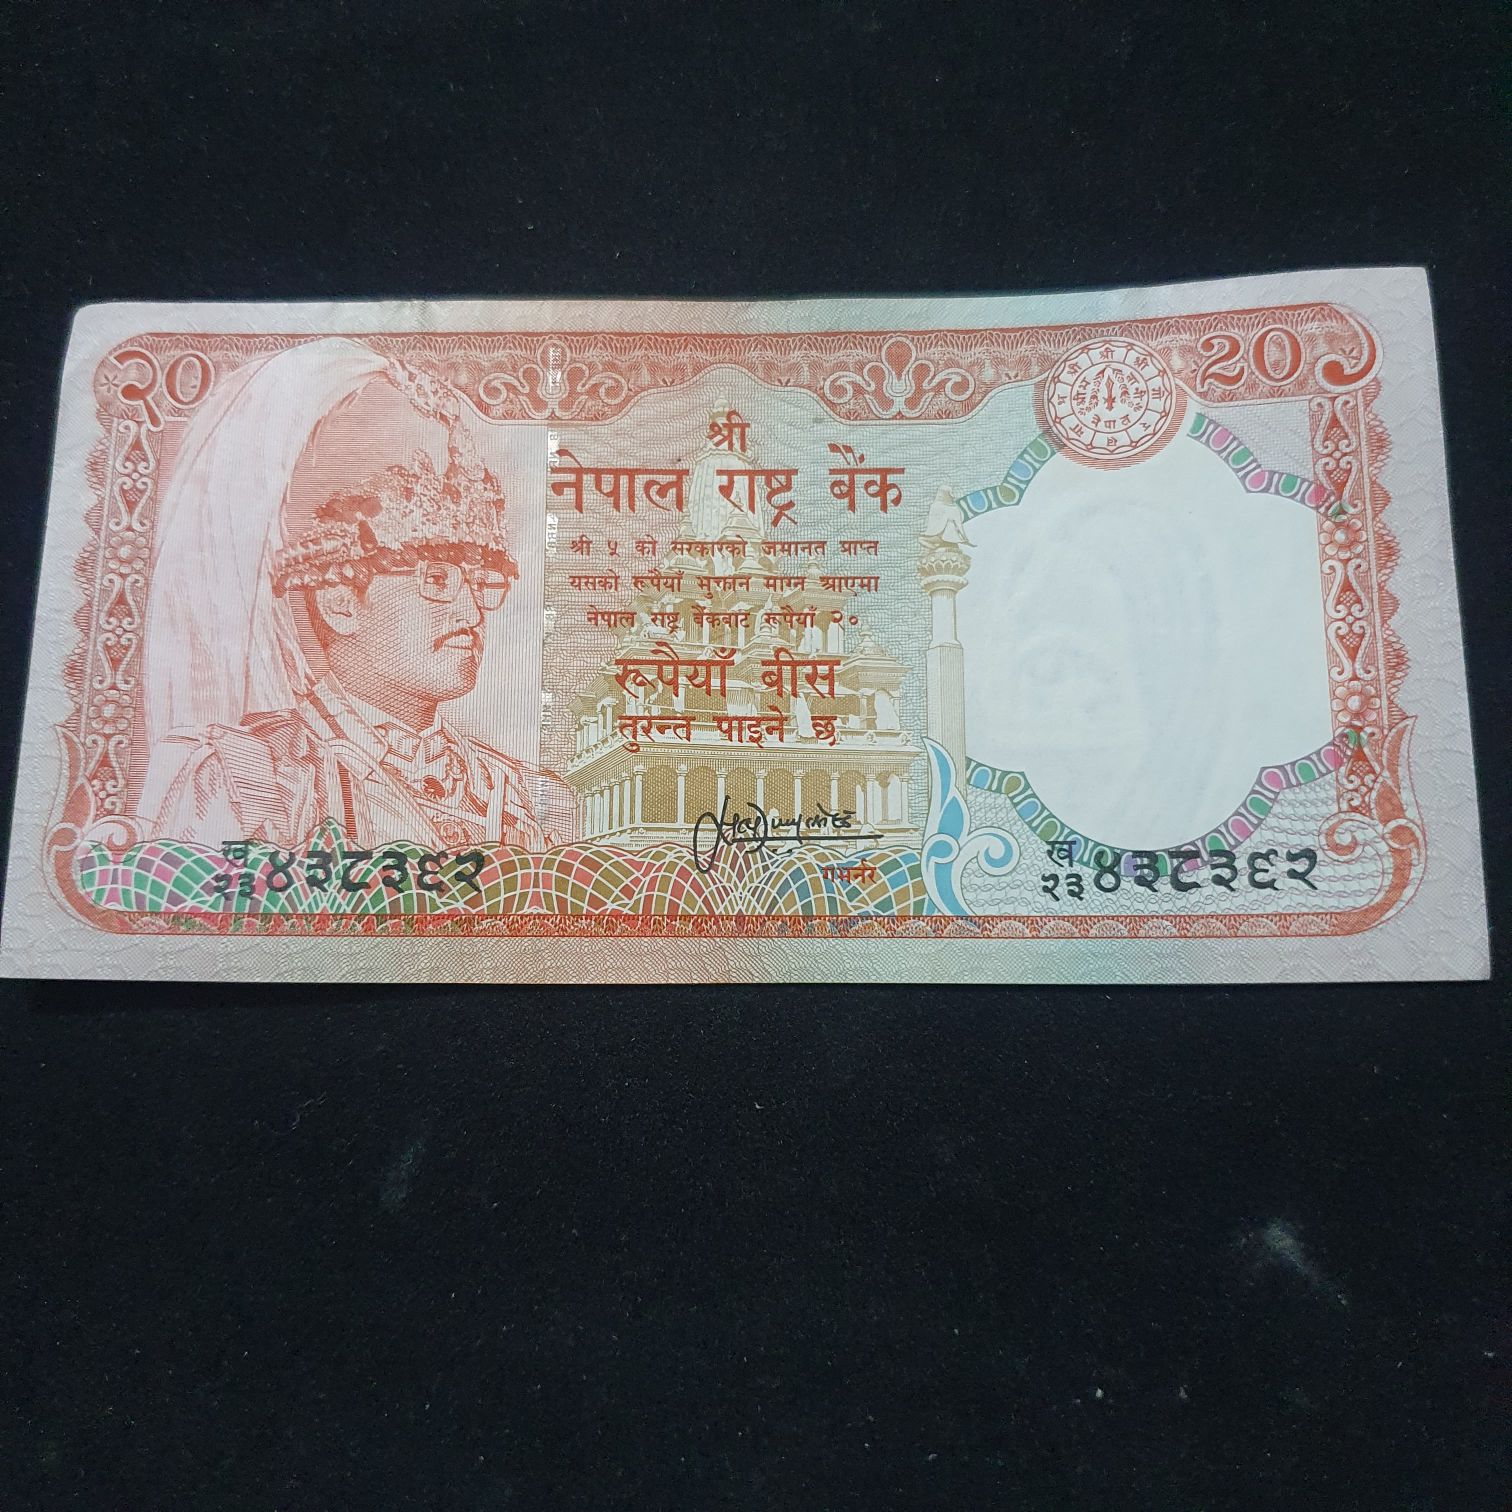 २० 20
श्री
नेपाल राष्ट्र बैंक
श्री ५ को सरकारको जमानत प्राप्त
यसको रूपैयाँ भुक्तान माग्न आएमा
नेपाल राष्ट्र बैंकबाट रूपैयाँ २०
रूपैयाँ बीस
तुरन्त पाइने छ
गभर्नर
ख
२३ ४३८३६२
ख
२३ ४३८३६२